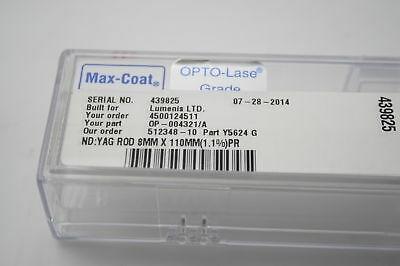 Max-Coat® OPTO-Lase®
Grade
SERIAL NO. 439825 07-28-2014
Built for Lumenis LTD.
Your order 4500124511
Your part OP-004321/A
Our order 512348-10 Part Y5624 G
ND:YAG ROD 8MM X 110MM(1.1%)PR
439825